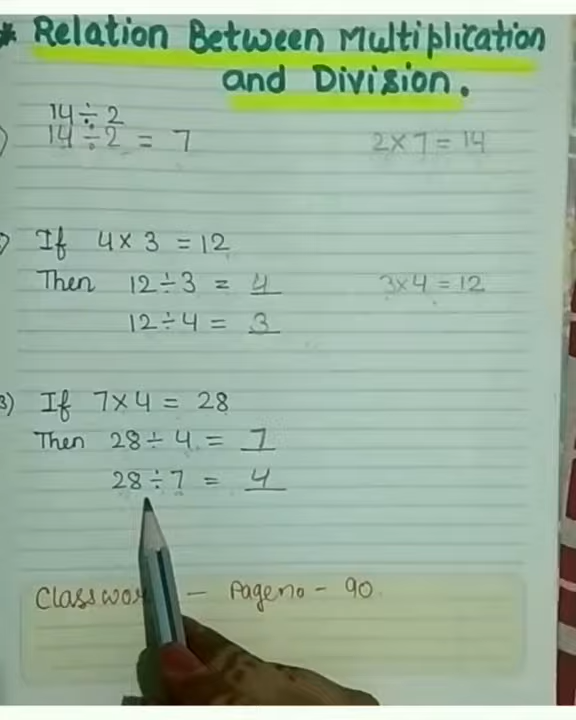 * Relation Between Multiplication
and Division.
14÷2
14÷2 = 7 2×7=14
If 4×3 =12
Then 12÷3 = 4 3×4=12
12÷4 = 3
3) If 7×4 = 28
Then 28÷4 = 7
28÷7 = 4
- Page no - 90